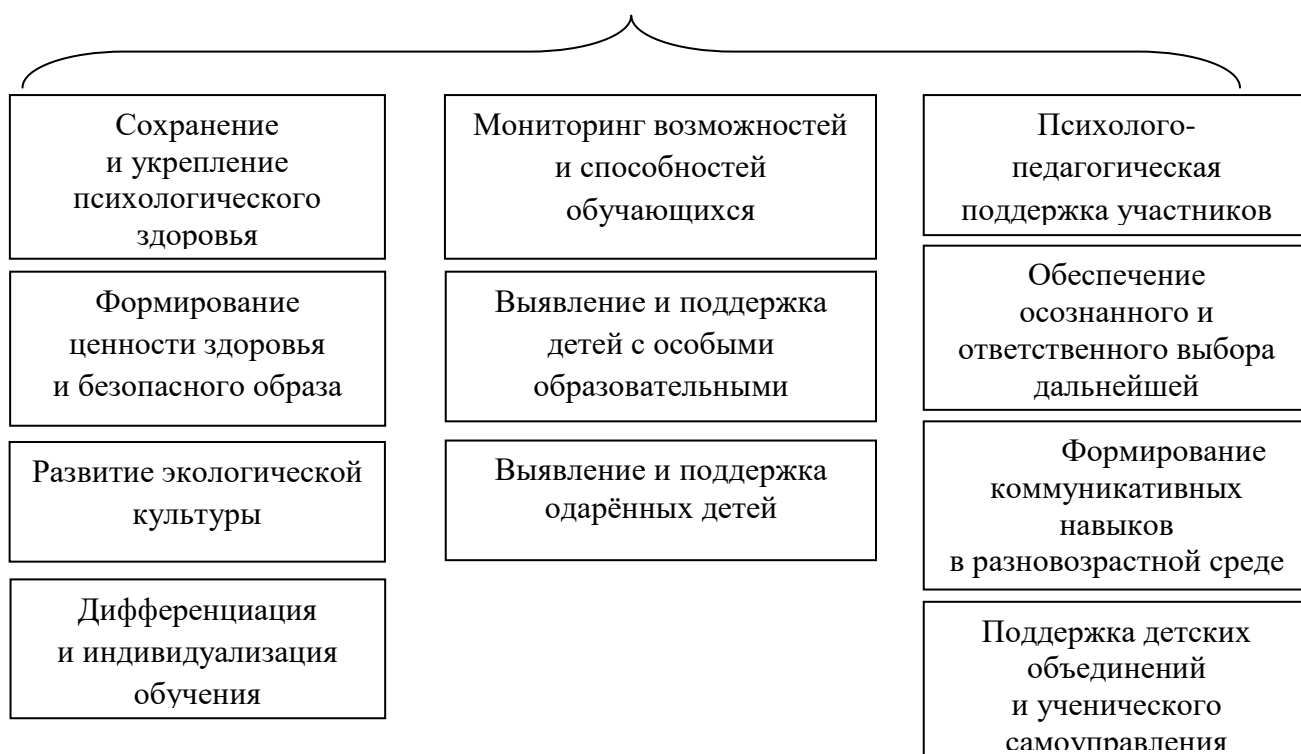 Сохранение
и укрепление
психологического
здоровья
Формирование
ценности здоровья
и безопасного образа
Развитие экологической
культуры
Дифференциация
и индивидуализация
обучения
Мониторинг возможностей
и способностей
обучающихся
Выявление и поддержка
детей с особыми
образовательными
Выявление и поддержка
одарённых детей
Психолого-
педагогическая
поддержка участников
Обеспечение
осознанного и
ответственного выбора
дальнейшей
Формирование
коммуникативных
навыков
в разновозрастной среде
Поддержка детских
объединений
и ученического
самоуправления